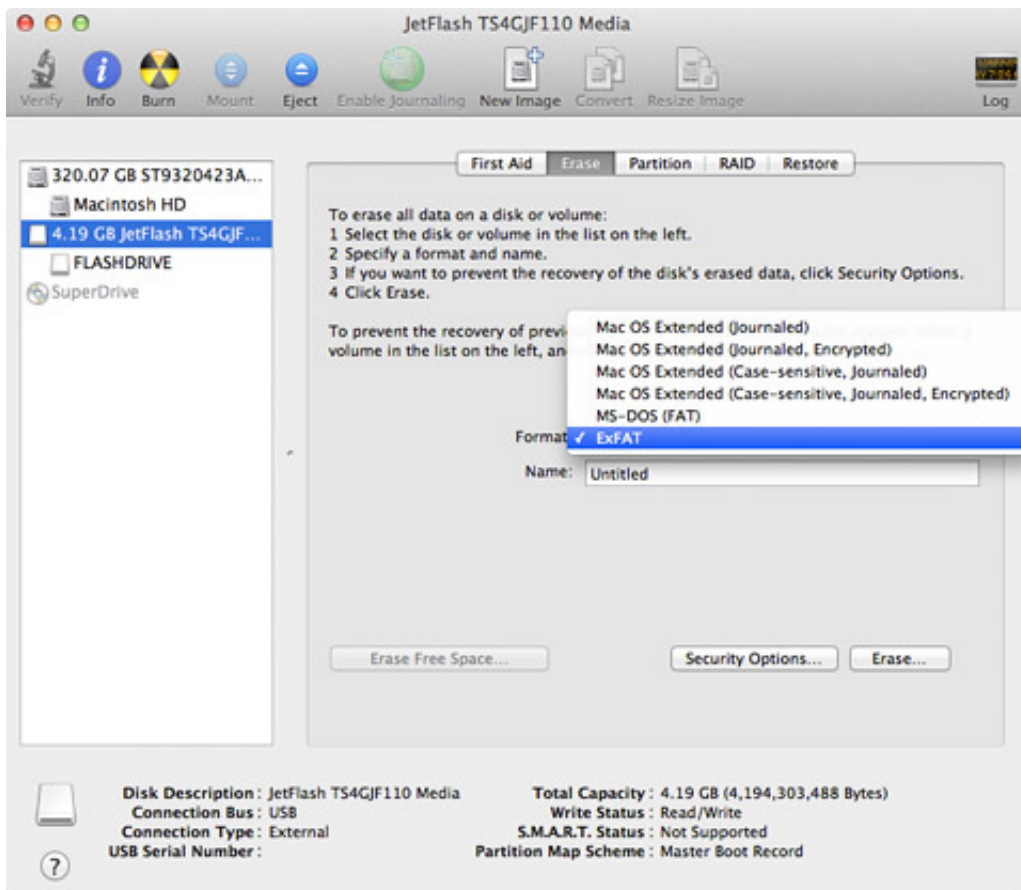 JetFlash TS4GJF110 Media
Verify Info Burn Mount Eject Enable Journaling New Image Convert Resize Image Log
320.07 GB ST9320423A...
Macintosh HD
4.19 GB JetFlash TS4GJF...
FLASHDRIVE
SuperDrive
First Aid Erase Partition RAID Restore
To erase all data on a disk or volume:
1 Select the disk or volume in the list on the left.
2 Specify a format and name.
3 If you want to prevent the recovery of the disk's erased data, click Security Options.
4 Click Erase.
To prevent the recovery of previ
volume in the list on the left, an
Mac OS Extended (Journaled)
Mac OS Extended (Journaled, Encrypted)
Mac OS Extended (Case-sensitive, Journaled)
Mac OS Extended (Case-sensitive, Journaled, Encrypted)
MS-DOS (FAT)
Format ✓ ExFAT
Name: Untitled
Erase Free Space... Security Options... Erase...
Disk Description : JetFlash TS4GJF110 Media
Connection Bus : USB
Connection Type : External
USB Serial Number :
Total Capacity : 4.19 GB (4,194,303,488 Bytes)
Write Status : Read/Write
S.M.A.R.T. Status : Not Supported
Partition Map Scheme : Master Boot Record
?